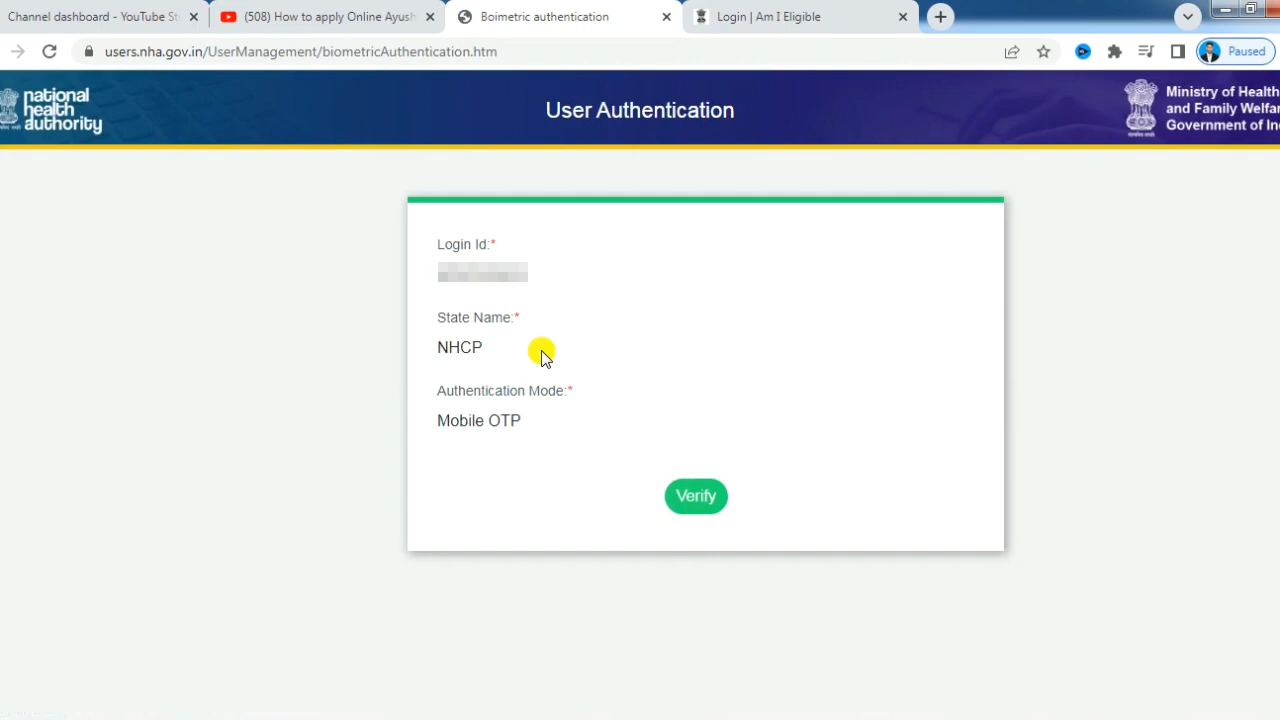 Channel dashboard - YouTube St
(508) How to apply Online Ayush
Boimetric authentication
Login | Am I Eligible
users.nha.gov.in/UserManagement/biometricAuthentication.htm
Paused
national
health
authority
User Authentication
Ministry of Health
and Family Welfar
Government of In
Login Id:*
State Name:*
NHCP
Authentication Mode:*
Mobile OTP
Verify